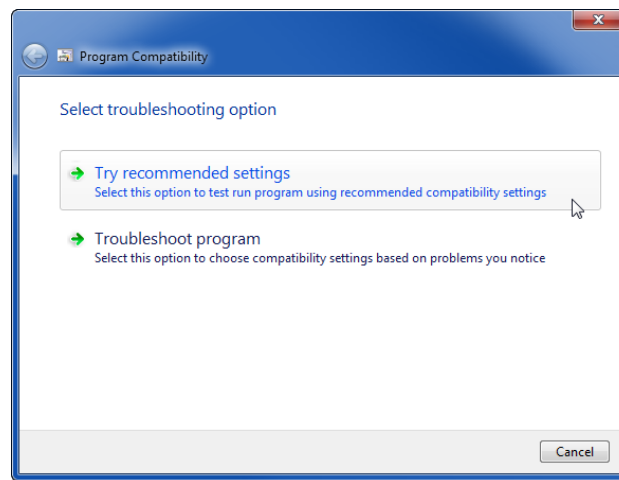 Program Compatibility
Select troubleshooting option
Try recommended settings
Select this option to test run program using recommended compatibility settings
Troubleshoot program
Select this option to choose compatibility settings based on problems you notice
Cancel